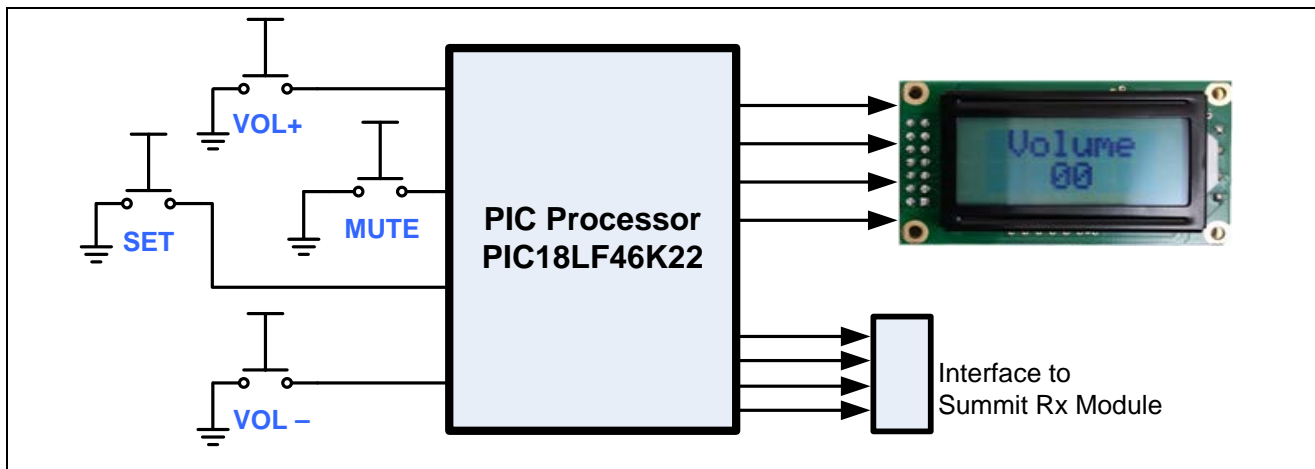 VOL+
SET
MUTE
VOL –
PIC Processor
PIC18LF46K22
Volume
00
Interface to
Summit Rx Module